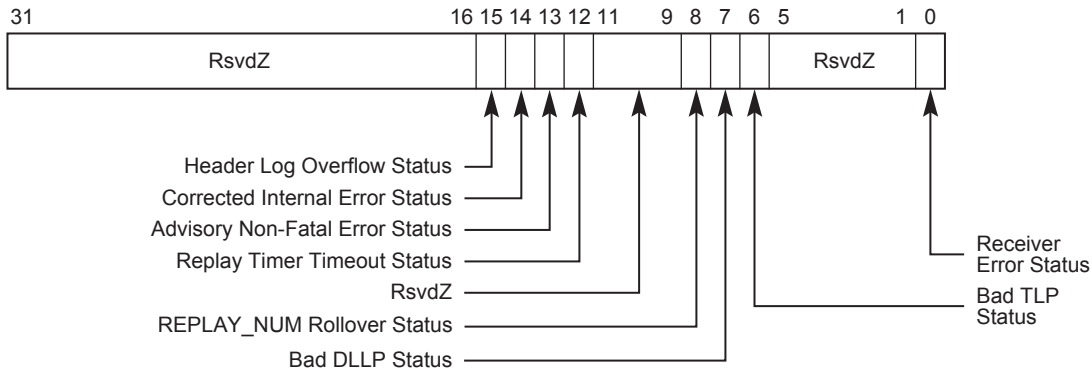 31 16 15 14 13 12 11 9 8 7 6 5 1 0
RsvdZ RsvdZ
Header Log Overflow Status
Corrected Internal Error Status
Advisory Non-Fatal Error Status
Replay Timer Timeout Status
RsvdZ
REPLAY_NUM Rollover Status
Bad DLLP Status
Receiver
Error Status
Bad TLP
Status